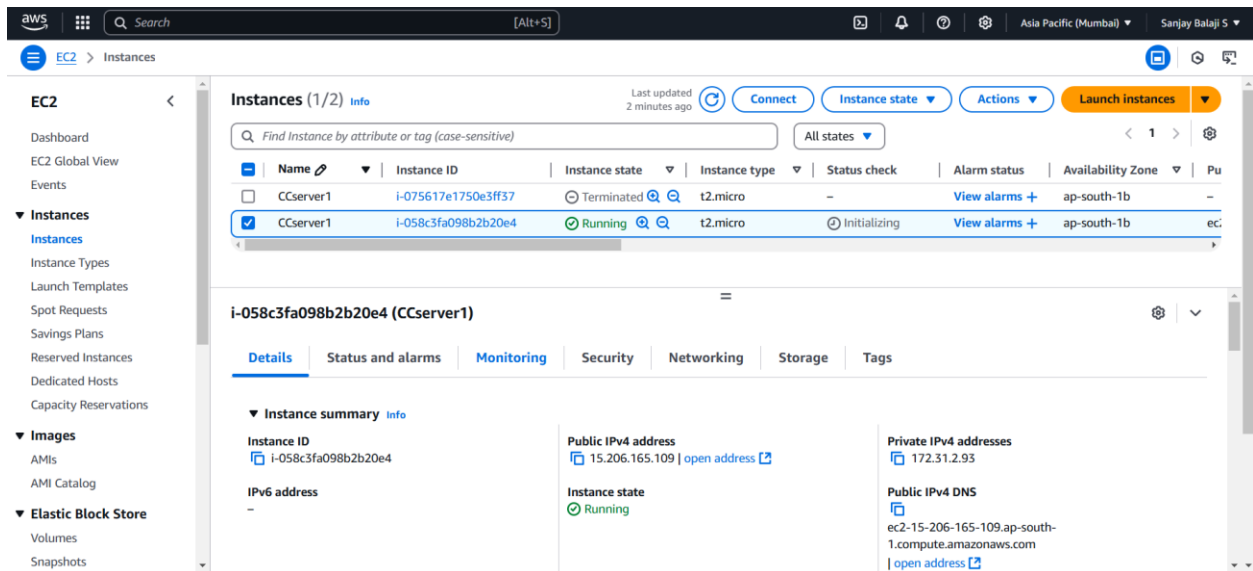 aws
Search [Alt+S]
Asia Pacific (Mumbai) ▼ Sanjay Balaji S ▼
EC2 > Instances
EC2
Dashboard
EC2 Global View
Events
▼ Instances
Instances
Instance Types
Launch Templates
Spot Requests
Savings Plans
Reserved Instances
Dedicated Hosts
Capacity Reservations
▼ Images
AMIs
AMI Catalog
▼ Elastic Block Store
Volumes
Snapshots
Instances (1/2) Info
Last updated
2 minutes ago
Connect
Instance state ▼
Actions ▼
Launch instances ▼
Find Instance by attribute or tag (case-sensitive)
All states ▼
< 1 >
Name ▼ Instance ID Instance state Instance type Status check Alarm status Availability Zone Pu
CCserver1 i-075617e1750e3ff37 Terminated t2.micro – View alarms + ap-south-1b –
CCserver1 i-058c3fa098b2b20e4 Running t2.micro Initializing View alarms + ap-south-1b ec2
i-058c3fa098b2b20e4 (CCserver1)
Details Status and alarms Monitoring Security Networking Storage Tags
▼ Instance summary Info
Instance ID
i-058c3fa098b2b20e4
Public IPv4 address
15.206.165.109 | open address
Private IPv4 addresses
172.31.2.93
IPv6 address
–
Instance state
Running
Public IPv4 DNS
ec2-15-206-165-109.ap-south-
1.compute.amazonaws.com
| open address